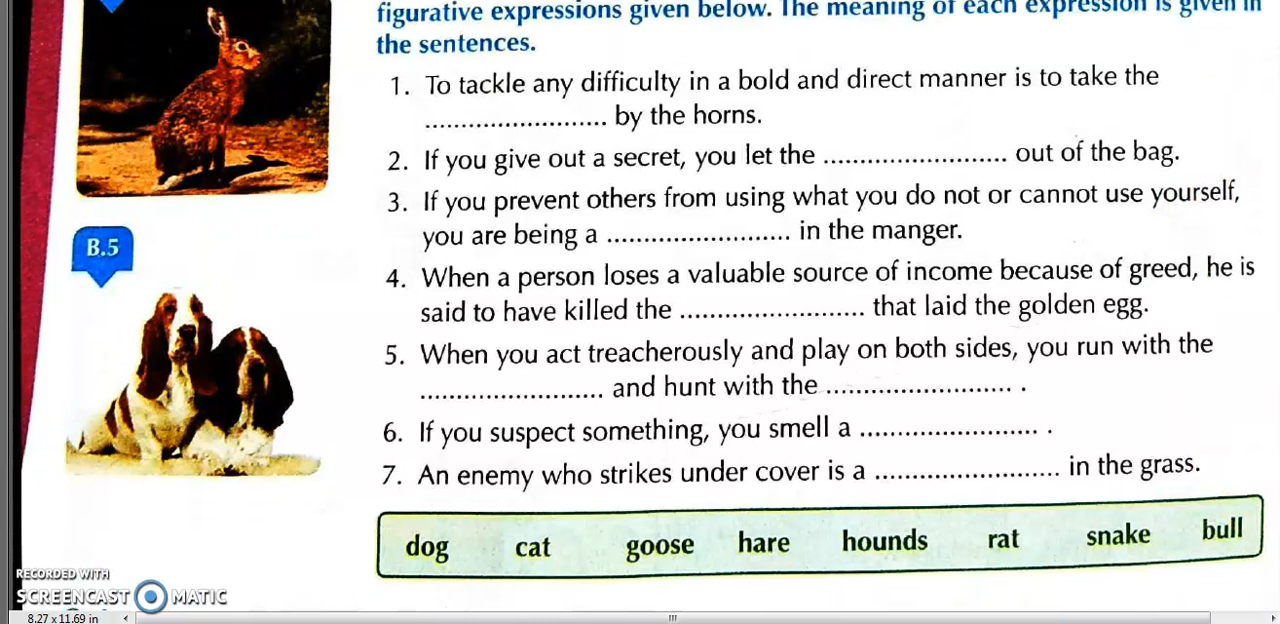 figurative expressions given below. The meaning of each expression is given in
the sentences.
1. To tackle any difficulty in a bold and direct manner is to take the
.......................... by the horns.
2. If you give out a secret, you let the .......................... out of the bag.
3. If you prevent others from using what you do not or cannot use yourself,
you are being a .......................... in the manger.
B.5
4. When a person loses a valuable source of income because of greed, he is
said to have killed the .......................... that laid the golden egg.
5. When you act treacherously and play on both sides, you run with the
.......................... and hunt with the .......................... .
6. If you suspect something, you smell a .......................... .
7. An enemy who strikes under cover is a .......................... in the grass.
dog cat goose hare hounds rat snake bull
RECORDED WITH
SCREENCAST MATIC
8.27 x 11.69 in